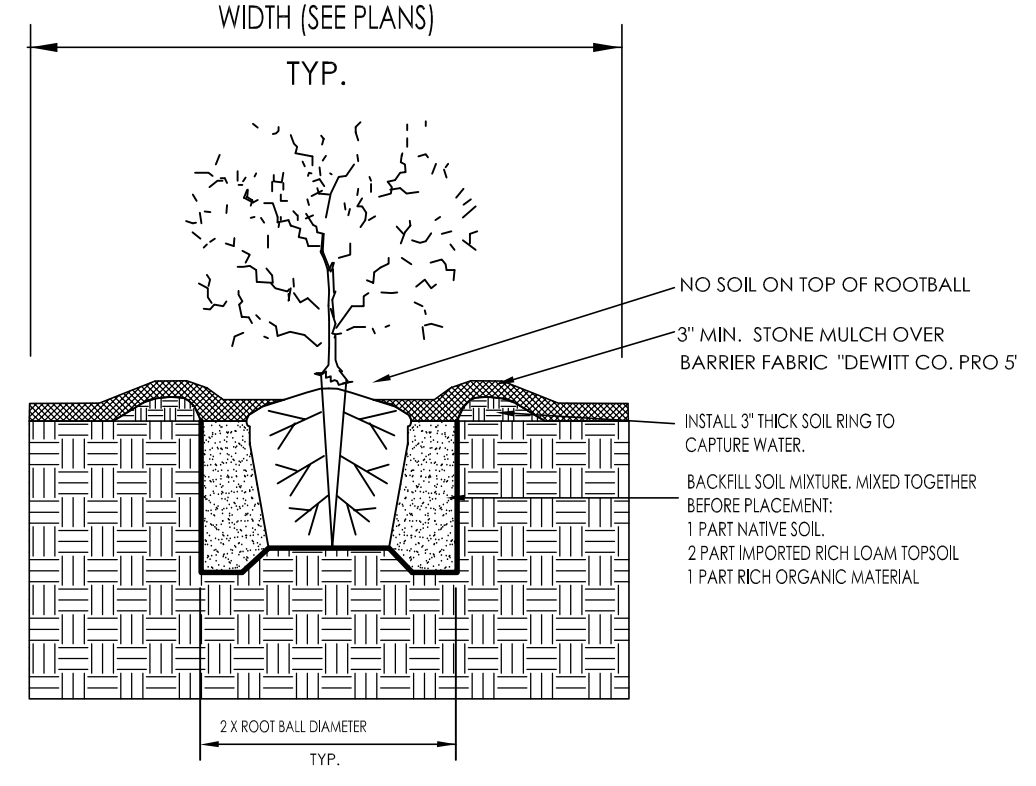 WIDTH (SEE PLANS)
TYP.
NO SOIL ON TOP OF ROOTBALL
3" MIN. STONE MULCH OVER
BARRIER FABRIC "DEWITT CO. PRO 5'
INSTALL 3" THICK SOIL RING TO
CAPTURE WATER.
BACKFILL SOIL MIXTURE. MIXED TOGETHER
BEFORE PLACEMENT:
1 PART NATIVE SOIL.
2 PART IMPORTED RICH LOAM TOPSOIL
1 PART RICH ORGANIC MATERIAL
2 X ROOT BALL DIAMETER
TYP.